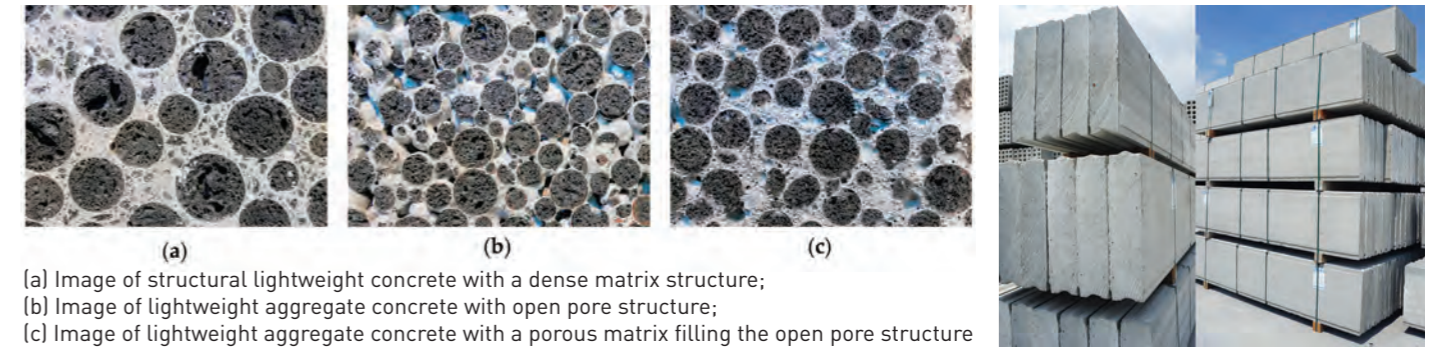 (a)
(b)
(c)
(a) Image of structural lightweight concrete with a dense matrix structure;
(b) Image of lightweight aggregate concrete with open pore structure;
(c) Image of lightweight aggregate concrete with a porous matrix filling the open pore structure